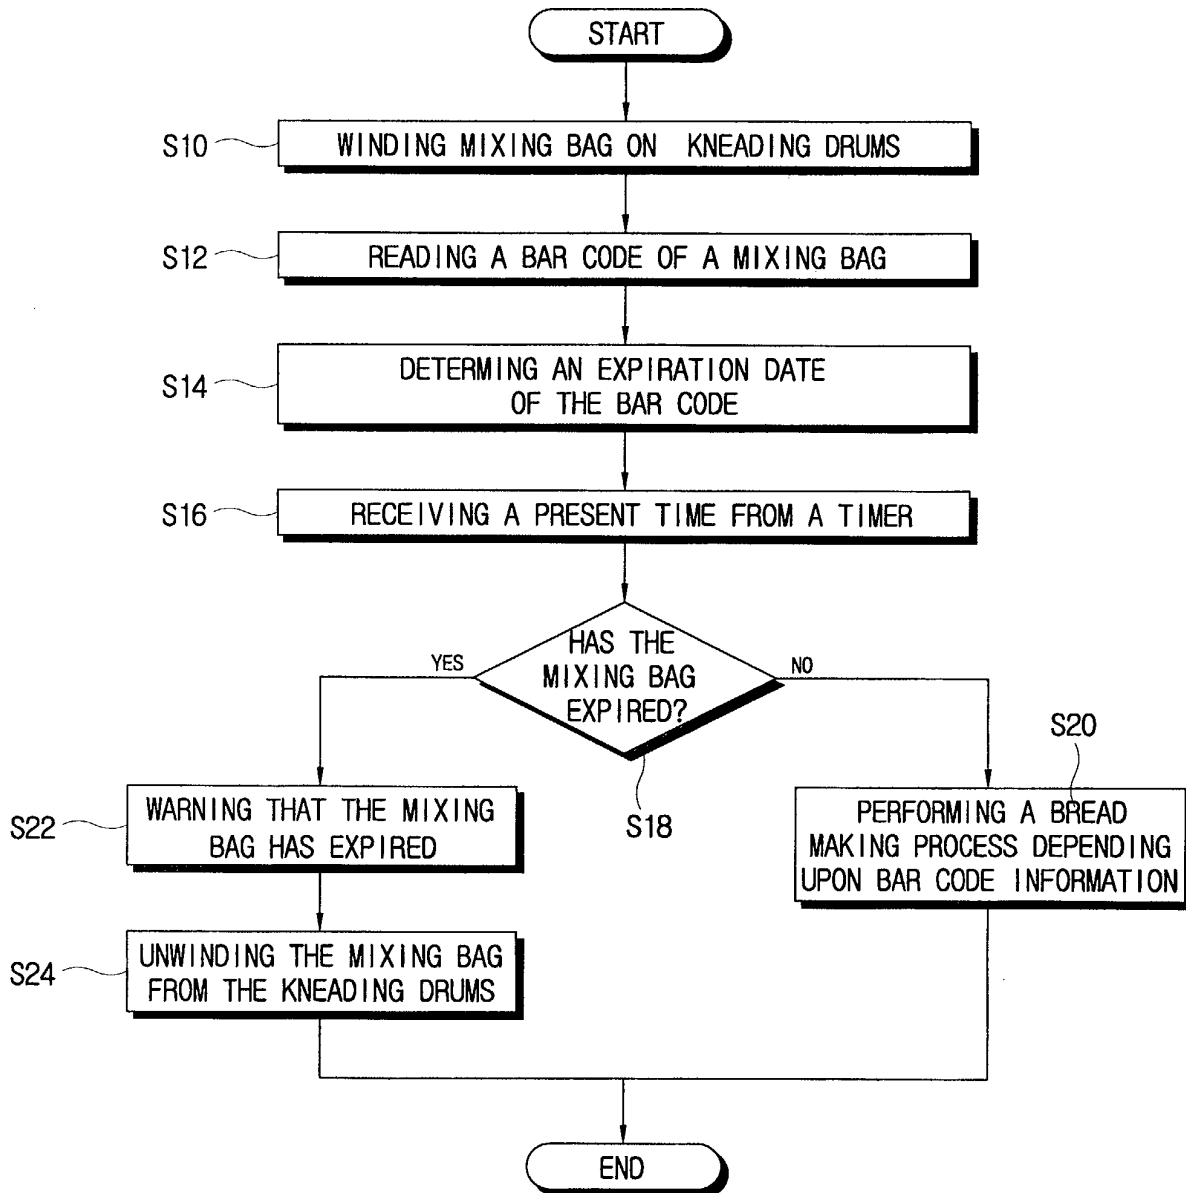 START
S10
WINDING MIXING BAG ON KNEADING DRUMS
S12
READING A BAR CODE OF A MIXING BAG
S14
DETERMING AN EXPIRATION DATE
OF THE BAR CODE
S16
RECEIVING A PRESENT TIME FROM A TIMER
HAS THE
MIXING BAG
EXPIRED?
YES
NO
S18
S20
S22
WARNING THAT THE MIXING
BAG HAS EXPIRED
PERFORMING A BREAD
MAKING PROCESS DEPENDING
UPON BAR CODE INFORMATION
S24
UNWINDING THE MIXING BAG
FROM THE KNEADING DRUMS
END